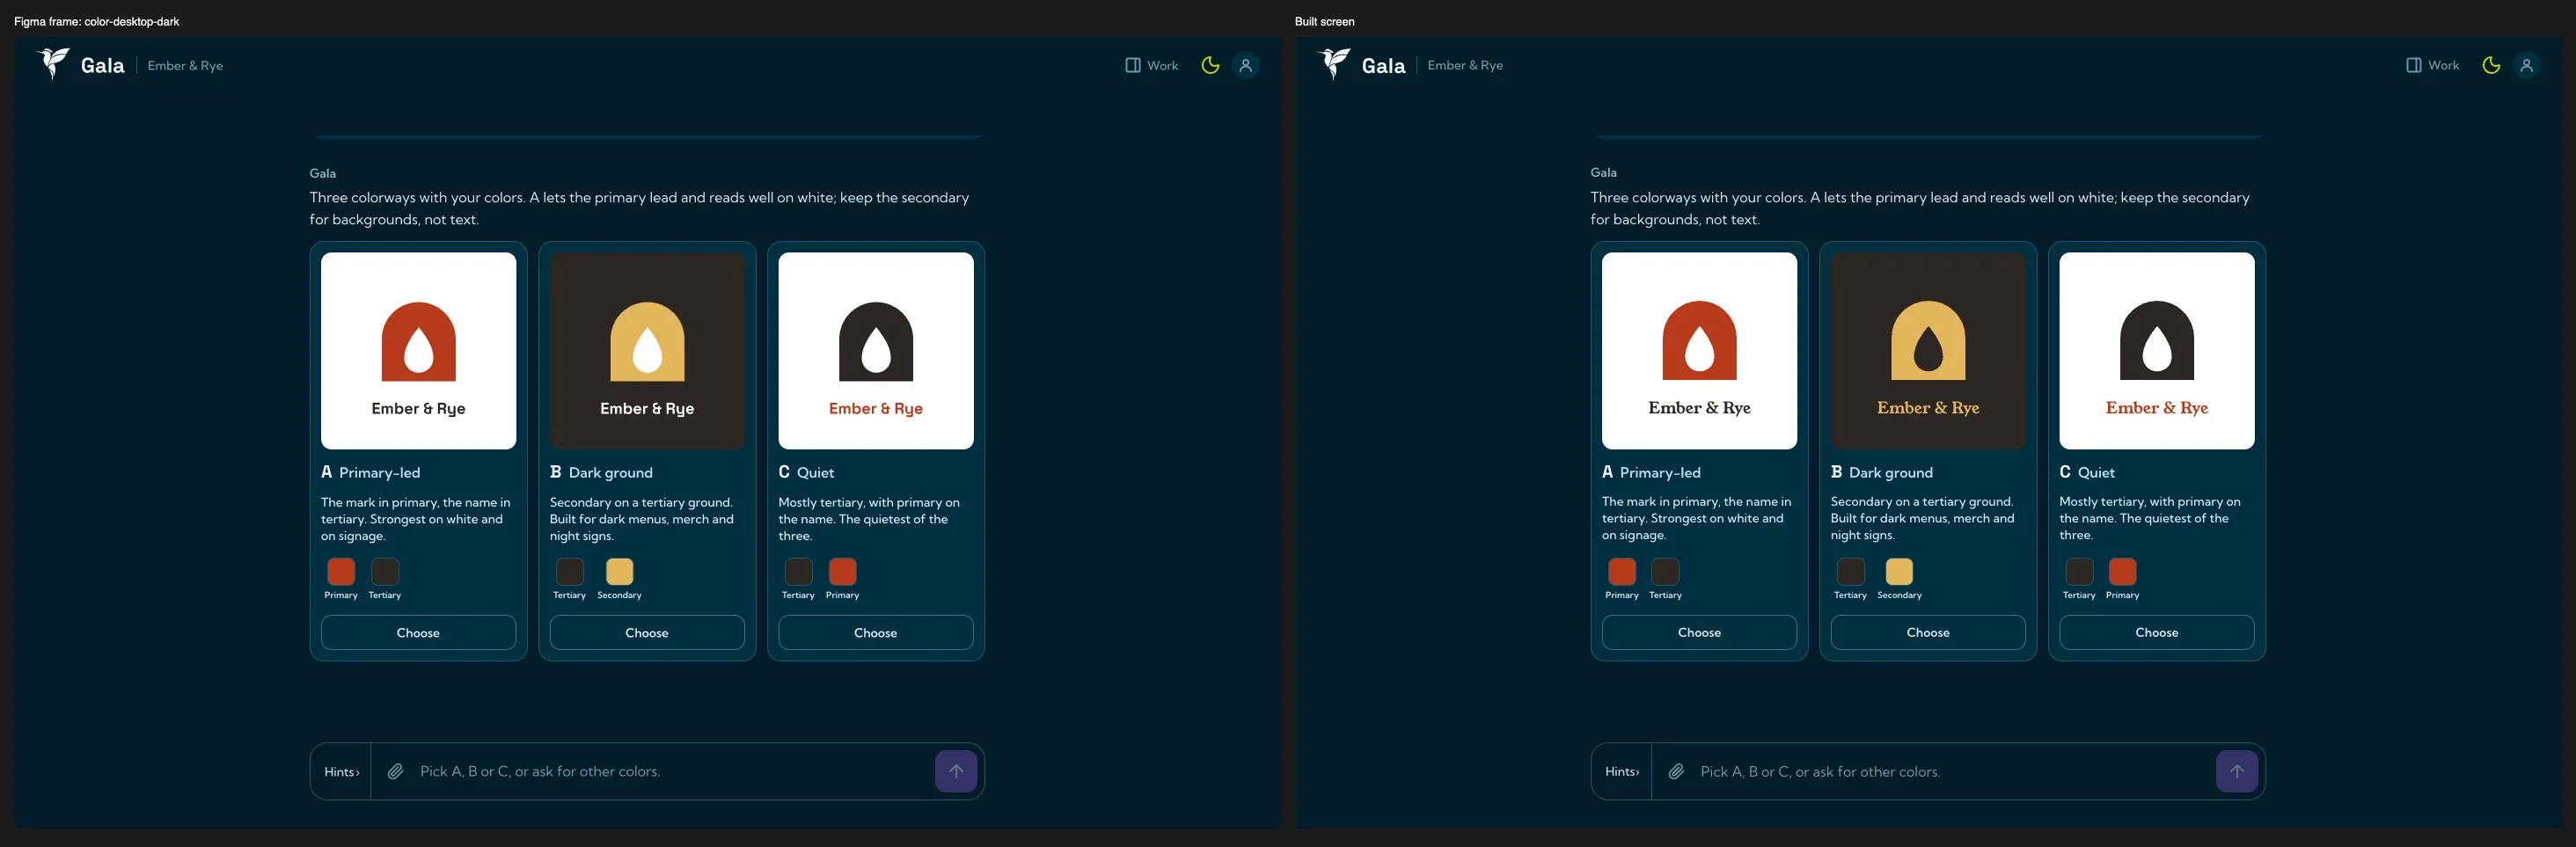 Figma frame: color-desktop-dark
Gala
Ember & Rye
Work
Gala
Three colorways with your colors. A lets the primary lead and reads well on white; keep the secondary
for backgrounds, not text.
Ember & Rye
A Primary-led
The mark in primary, the name in
tertiary. Strongest on white and
on signage.
Primary
Tertiary
Choose
Ember & Rye
B Dark ground
Secondary on a tertiary ground.
Built for dark menus, merch and
night signs.
Tertiary
Secondary
Choose
Ember & Rye
C Quiet
Mostly tertiary, with primary on
the name. The quietest of the
three.
Tertiary
Primary
Choose
Hints›
Pick A, B or C, or ask for other colors.
Built screen
Gala
Ember & Rye
Work
Gala
Three colorways with your colors. A lets the primary lead and reads well on white; keep the secondary
for backgrounds, not text.
Ember & Rye
A Primary-led
The mark in primary, the name in
tertiary. Strongest on white and
on signage.
Primary
Tertiary
Choose
Ember & Rye
B Dark ground
Secondary on a tertiary ground.
Built for dark menus, merch and
night signs.
Tertiary
Secondary
Choose
Ember & Rye
C Quiet
Mostly tertiary, with primary on
the name. The quietest of the
three.
Tertiary
Primary
Choose
Hints›
Pick A, B or C, or ask for other colors.